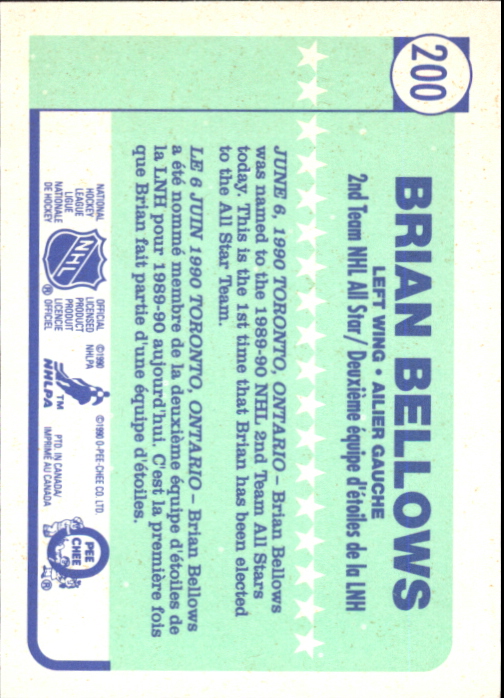 200
BRIAN BELLOWS
LEFT WING • AILIER GAUCHE
2nd Team NHL All Star/ Deuxième équipe d'étoiles de la LNH
JUNE 6, 1990 TORONTO, ONTARIO – Brian Bellows
was named to the 1989-90 NHL 2nd Team All Stars
today. This is the 1st time that Brian has been elected
to the All Star Team.
LE 6 JUIN 1990 TORONTO, ONTARIO – Brian Bellows
a été nommé membre de la deuxième équipe d'étoiles de
la LNH pour 1989-90 aujourd'hui. C'est la première fois
que Brian fait partie d'une équipe d'étoiles.
NATIONAL
HOCKEY
LEAGUE
LIGUE
NATIONALE
DE HOCKEY
NHL
®
OFFICIAL
LICENSED
PRODUCT
PRODUIT
LICENCIE
OFFICIEL
©1990
NHLPA
TM
NHLPA
©1990 O-PEE-CHEE CO. LTD.
PTD. IN CANADA/
IMPRIMÉ AU CANADA
O
PEE
CHEE
®